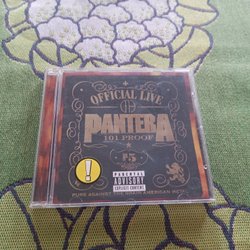 OFFICIAL LIVE
PANTERA
101 PROOF
!
PARENTAL
ADVISORY
EXPLICIT CONTENT